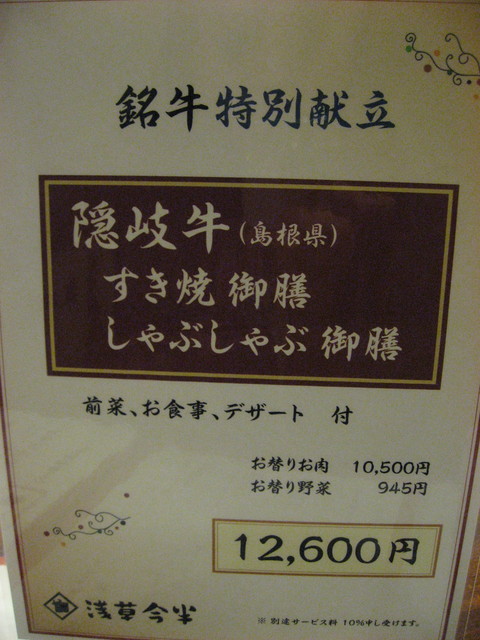 銘牛特別献立
隠岐牛(島根県)
すき焼御膳
しゃぶしゃぶ御膳
前菜、お食事、デザート 付
お替りお肉 10,500円
お替り野菜 945円
12,600円
浅草今半
※ 別途サービス料 10%申し受けます。